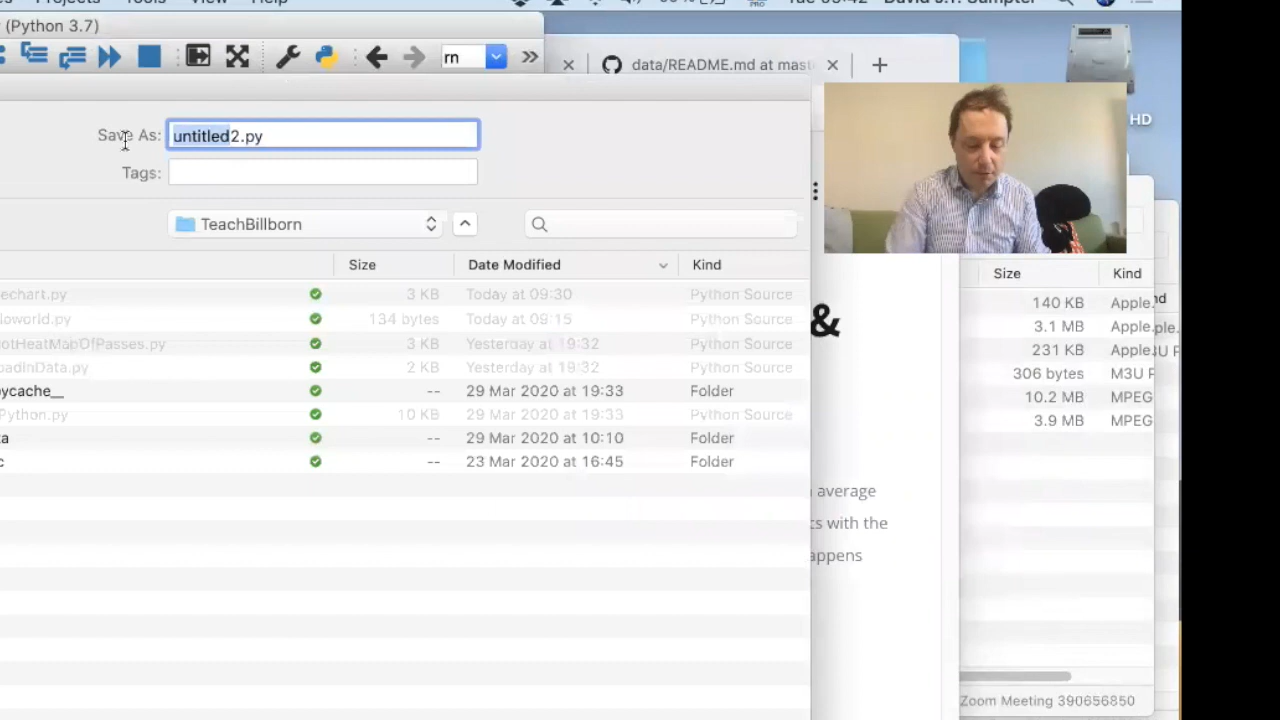 Projects Tools View Help
(Python 3.7)
rn
data/README.md at mast
HD
Save As: untitled2.py
Tags:
TeachBillborn
Size Date Modified Kind
echart.py 3 KB Today at 09:30 Python Source
loworld.py 134 bytes Today at 09:15 Python Source
otHeatMapOfPasses.py 3 KB Yesterday at 19:32 Python Source
oadInData.py 2 KB Yesterday at 19:32 Python Source
ycache__ -- 29 Mar 2020 at 19:33 Folder
Python.py 10 KB 29 Mar 2020 at 19:33 Python Source
ta -- 29 Mar 2020 at 10:10 Folder
c -- 23 Mar 2020 at 16:45 Folder
&
average
ts with the
appens
Size Kind
140 KB Apple
3.1 MB Apple
231 KB Apple
306 bytes M3U F
10.2 MB MPEG
3.9 MB MPEG
Zoom Meeting 390656850